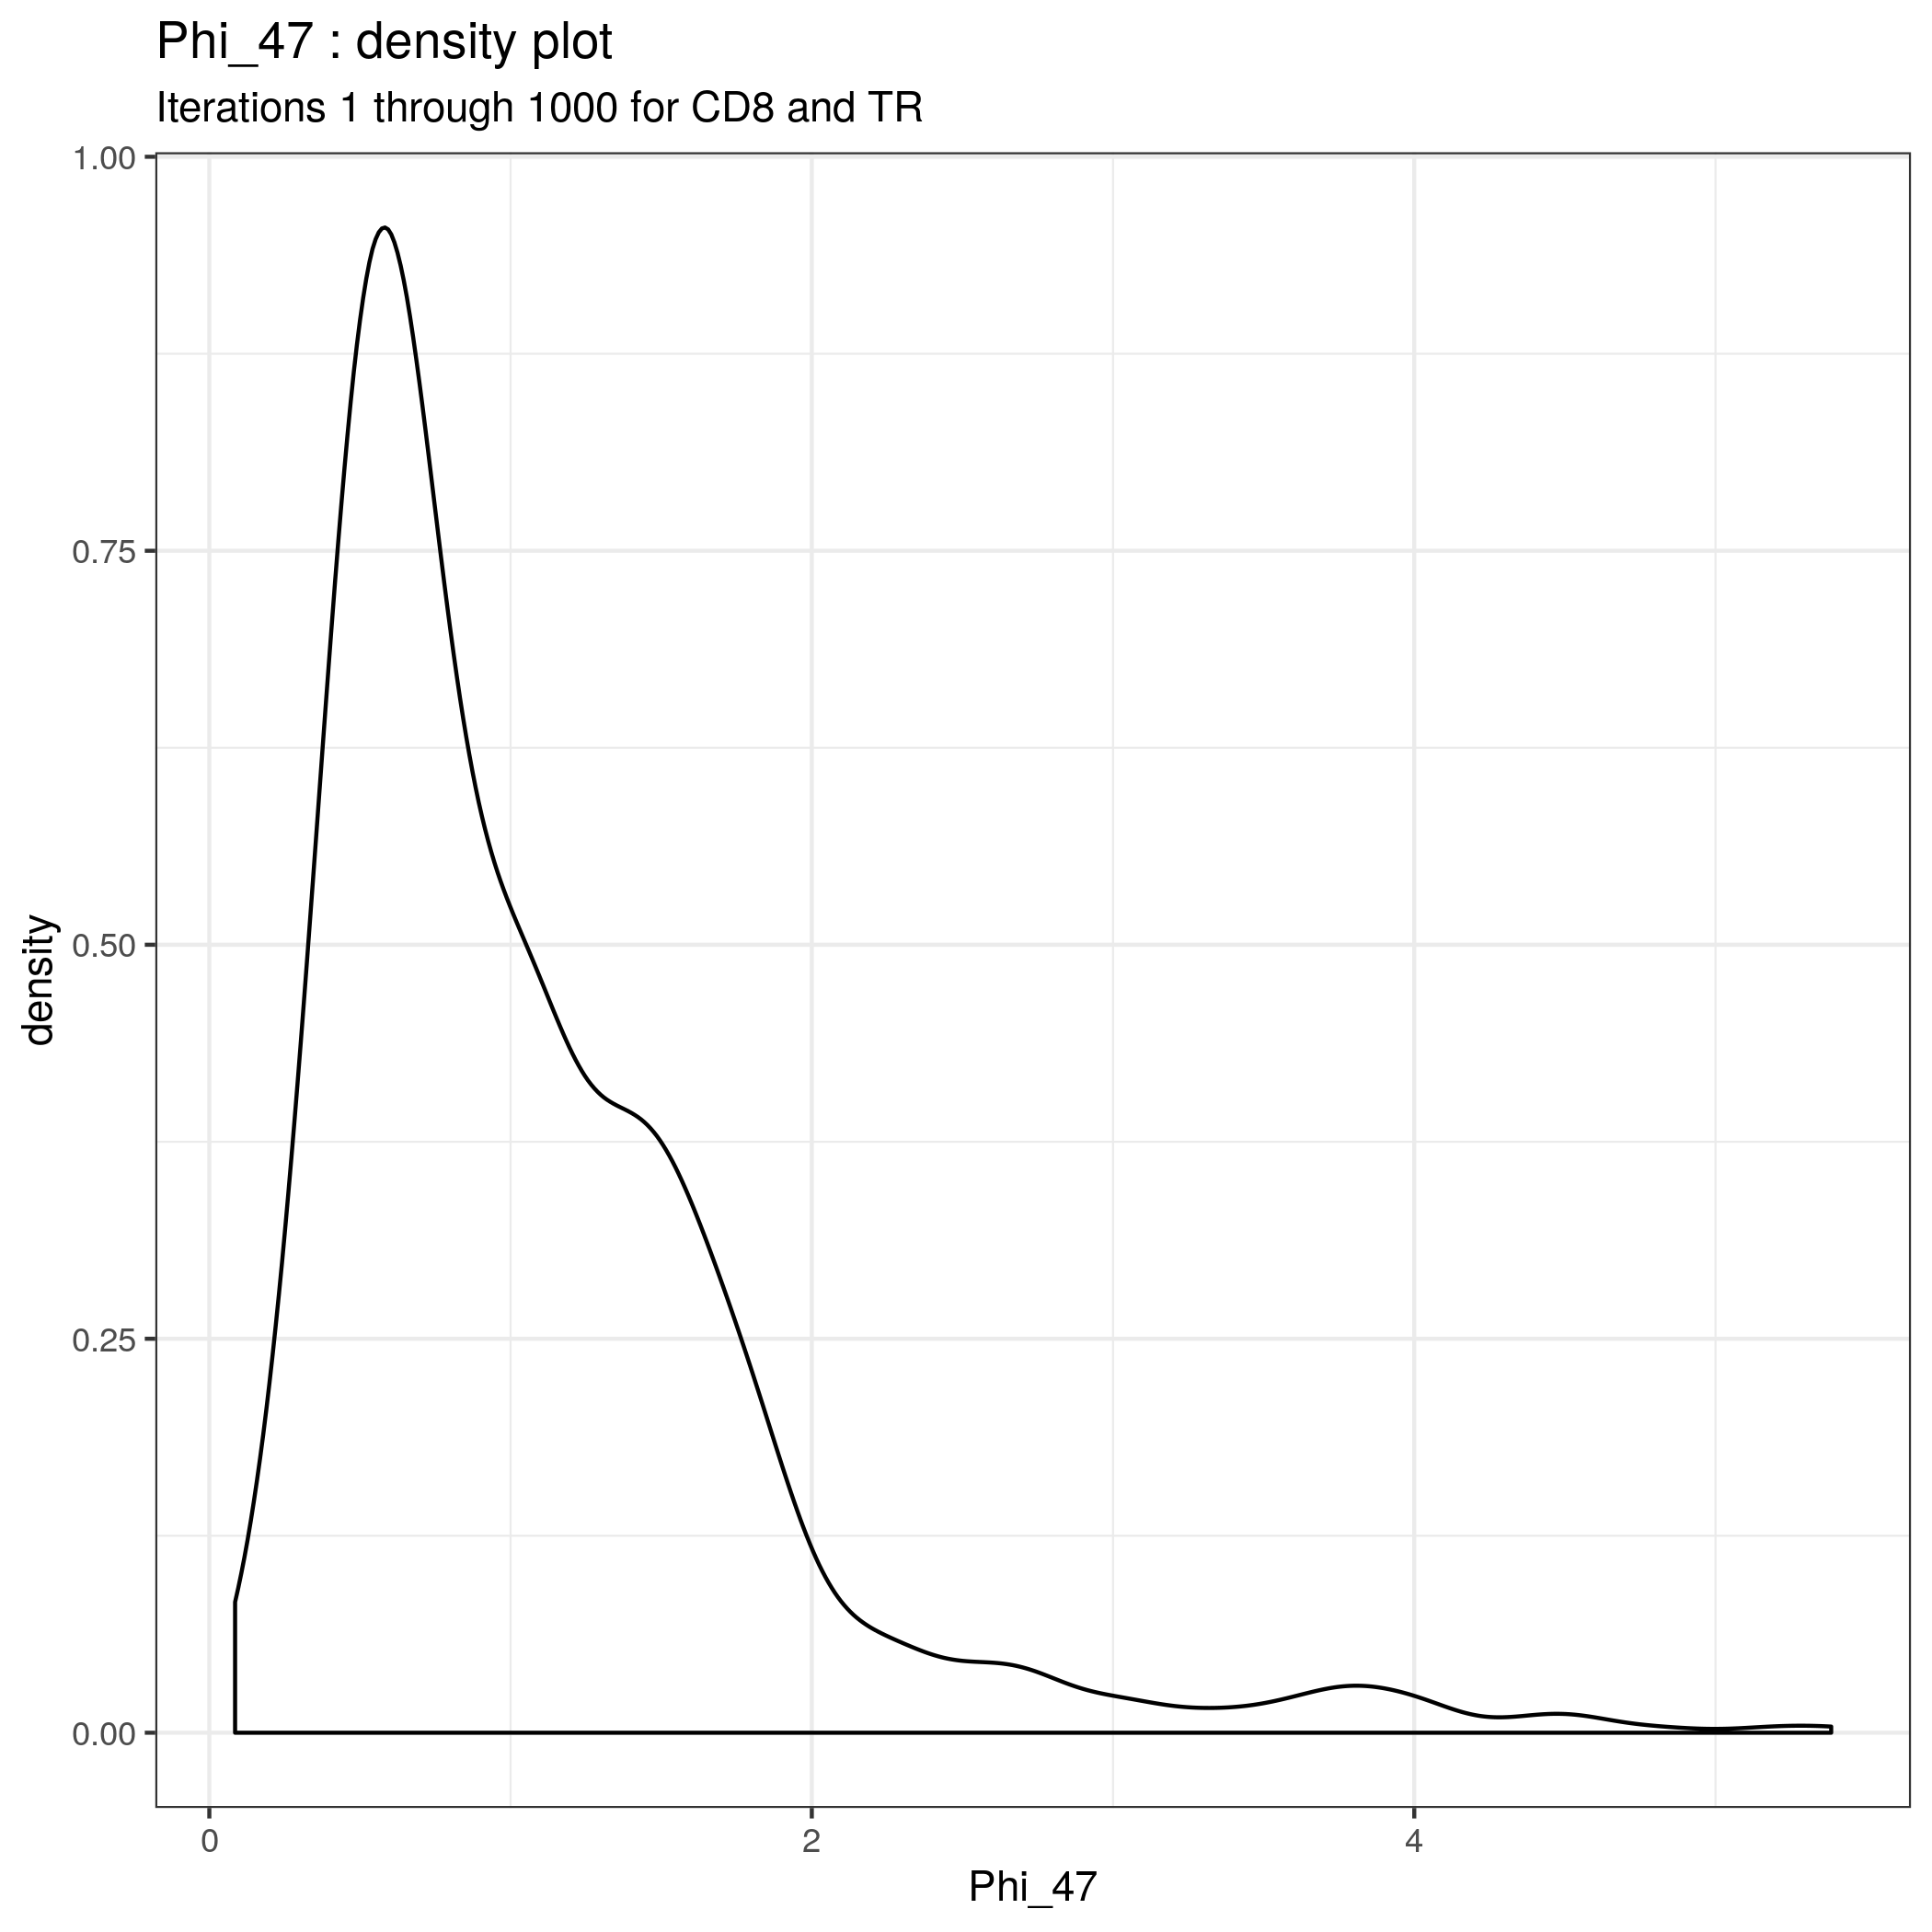 Phi_47 : density plot
Iterations 1 through 1000 for CD8 and TR
1.00
0.75
0.50
0.25
0.00
density
0
2
4
Phi_47